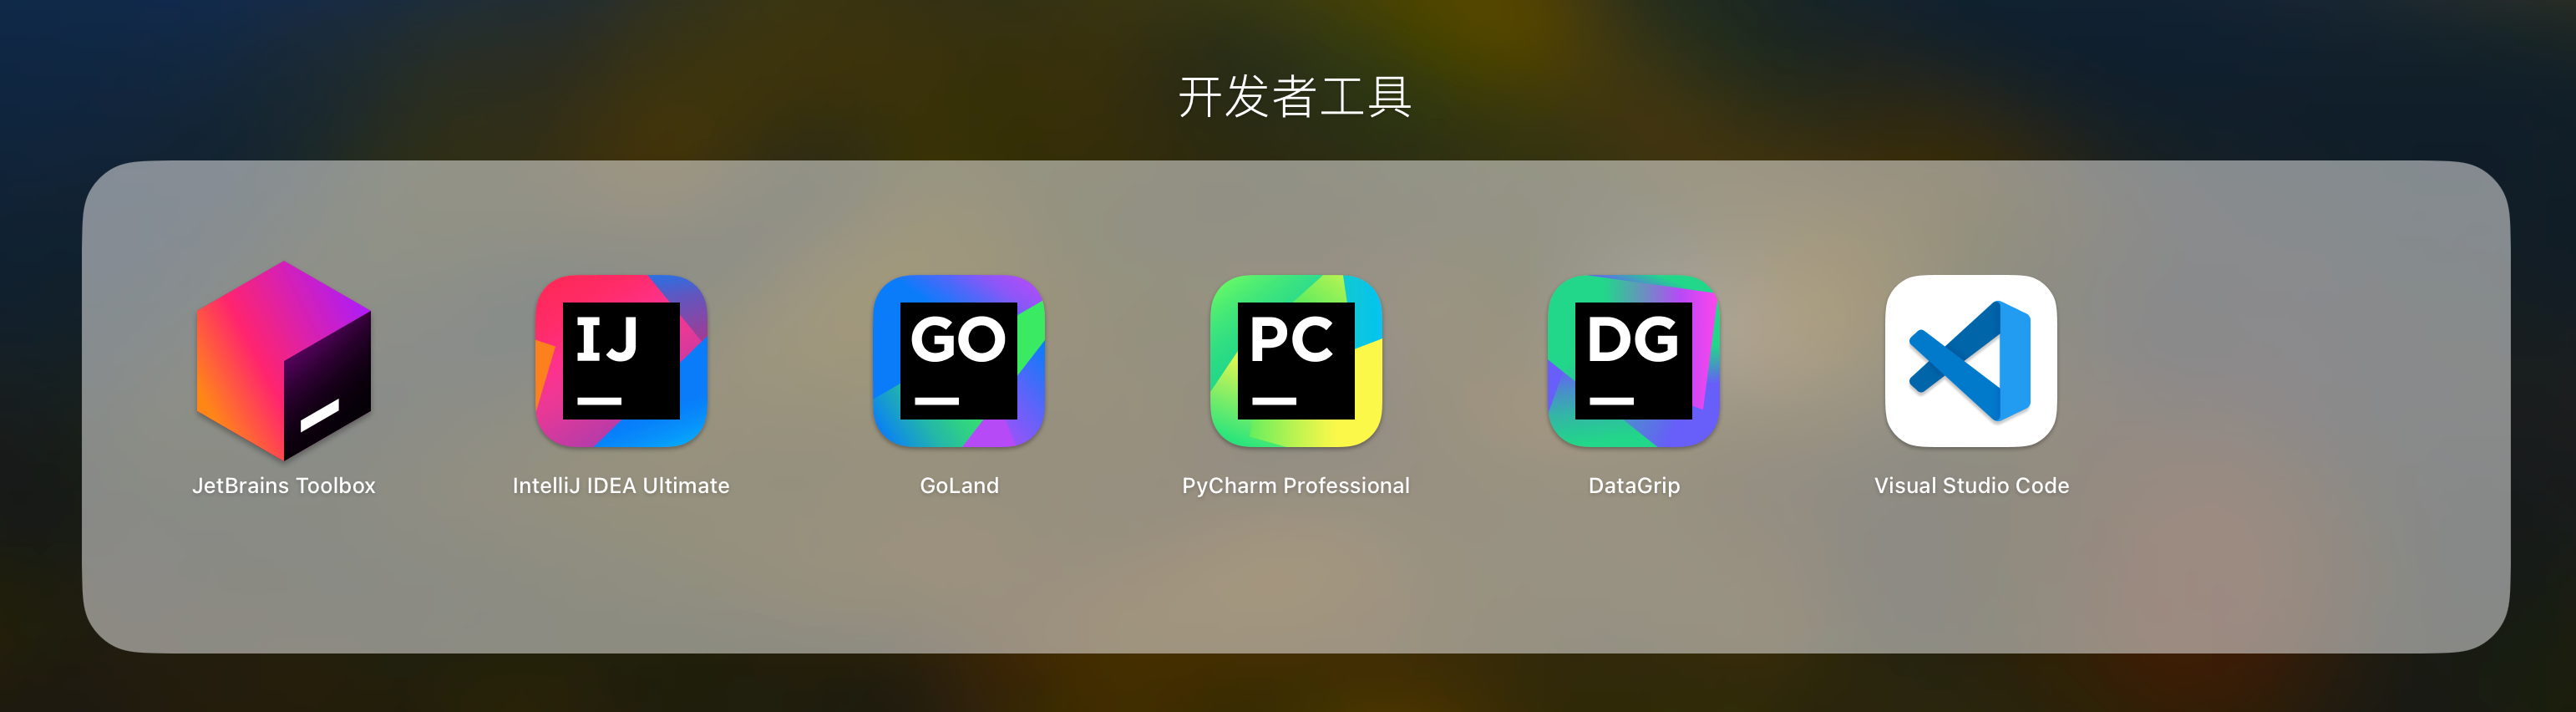 开发者工具
IJ
GO
PC
DG
JetBrains Toolbox
IntelliJ IDEA Ultimate
GoLand
PyCharm Professional
DataGrip
Visual Studio Code